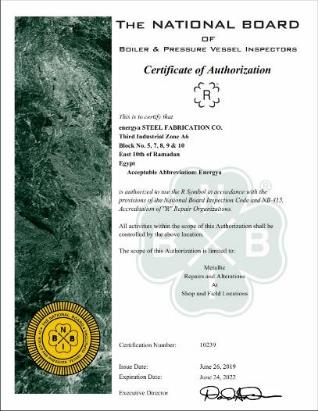 THE NATIONAL BOARD
OF
BOILER & PRESSURE VESSEL INSPECTORS
Certificate of Authorization
R
This is to certify that
energya STEEL FABRICATION CO.
Third Industrial Zone A6
Block No. 5, 7, 8, 9 & 10
East 10th of Ramadan
Egypt
Acceptable Abbreviation: Energya
is authorized to use the R Symbol in accordance with the
provisions of the National Board Inspection Code and NB-415,
Accreditation of "R" Repair Organizations.
All activities within the scope of this Authorization shall be
controlled by the above location.
The scope of this Authorization is limited to:
Metallic
Repairs and Alterations
At
Shop and Field Locations
Certification Number: 10239
Issue Date: June 26, 2019
Expiration Date: June 24, 2022
Executive Director